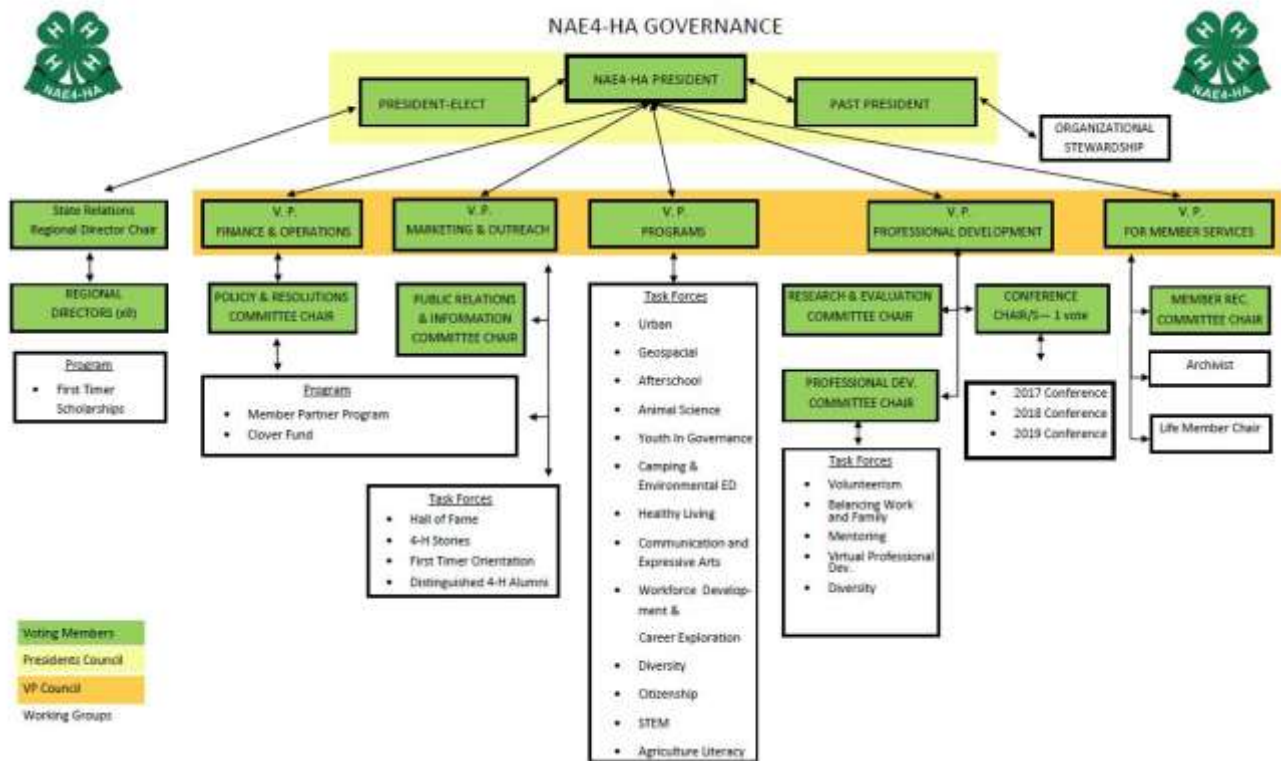 NAE4-HA GOVERNANCE
H H H H
NAE4-HA
H H H H
NAE4-HA
NAE4-HA PRESIDENT
PRESIDENT-ELECT
PAST PRESIDENT
ORGANIZATIONAL
STEWARDSHIP
State Relations
Regional Director Chair
V. P.
FINANCE & OPERATIONS
V. P.
MARKETING & OUTREACH
V. P.
PROGRAMS
V. P.
PROFESSIONAL DEVELOPMENT
V. P.
FOR MEMBER SERVICES
REGIONAL
DIRECTORS
Program
• First Timer
Scholarships
POLICY & RESOLUTIONS
COMMITTEE CHAIR
Program
• Member Partner Program
• Clover Fund
PUBLIC RELATIONS
& INFORMATION
COMMITTEE CHAIR
Task Forces
• Hall of Fame
• 4-H Stories
• First Timer Orientation
• Distinguished 4-H Alumni
Task Forces
• Urban
• Geospacial
• Afterschool
• Animal Science
• Youth In Governance
• Camping &
Environmental ED
• Healthy Living
• Communication and
Expressive Arts
• Workforce Develop-
ment &
Career Exploration
• Diversity
• Citizenship
• STEM
• Agriculture Literacy
RESEARCH & EVALUATION
COMMITTEE CHAIR
PROFESSIONAL DEV.
COMMITTEE CHAIR
Task Forces
• Volunteerism
• Balancing Work
and Family
• Mentoring
• Virtual Professional
Dev.
• Diversity
CONFERENCE
CHAIR/S— 1 vote
• 2017 Conference
• 2018 Conference
• 2019 Conference
MEMBER REC.
COMMITTEE CHAIR
Archivist
Life Member Chair
Voting Members
Presidents Council
VP Council
Working Groups